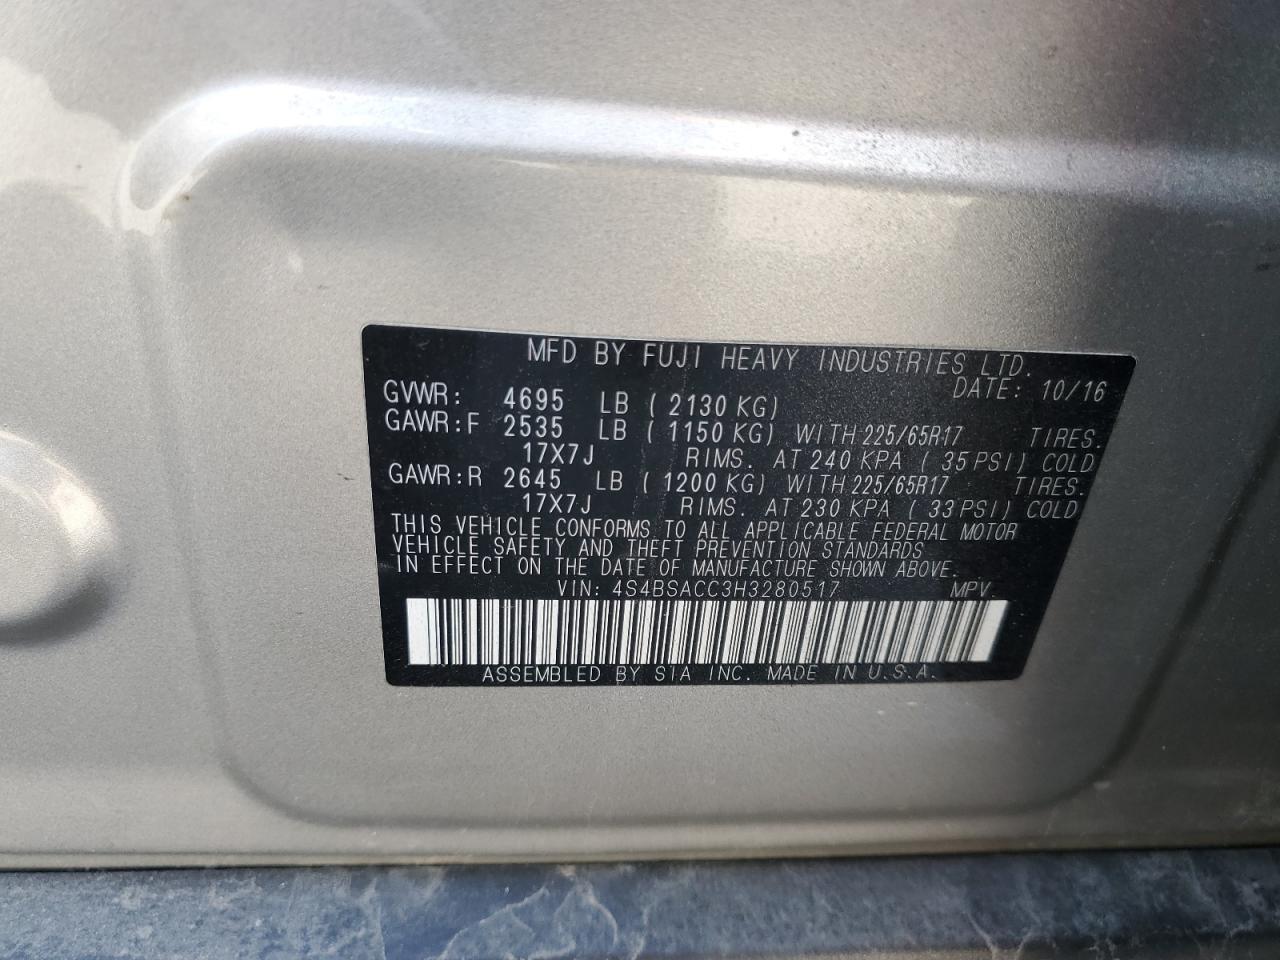 MFD BY FUJI HEAVY INDUSTRIES LTD.
DATE: 10/16
GVWR: 4695 LB ( 2130 KG)
GAWR:F 2535 LB ( 1150 KG) WITH 225/65R17 TIRES.
17X7J RIMS. AT 240 KPA ( 35 PSI) COLD
GAWR:R 2645 LB ( 1200 KG) WITH 225/65R17 TIRES.
17X7J RIMS. AT 230 KPA ( 33 PSI) COLD
THIS VEHICLE CONFORMS TO ALL APPLICABLE FEDERAL MOTOR
VEHICLE SAFETY AND THEFT PREVENTION STANDARDS
IN EFFECT ON THE DATE OF MANUFACTURE SHOWN ABOVE.
VIN: 4S4BSACC3H3280517 MPV.
ASSEMBLED BY SIA INC. MADE IN U.S.A.